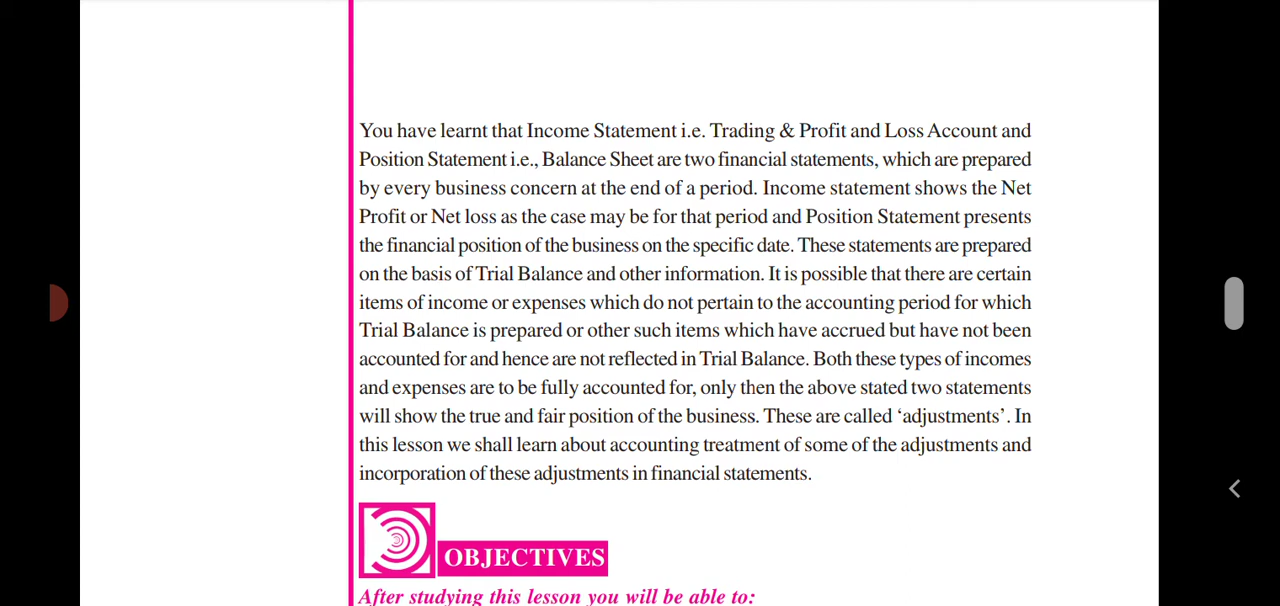 You have learnt that Income Statement i.e. Trading & Profit and Loss Account and
Position Statement i.e., Balance Sheet are two financial statements, which are prepared
by every business concern at the end of a period. Income statement shows the Net
Profit or Net loss as the case may be for that period and Position Statement presents
the financial position of the business on the specific date. These statements are prepared
on the basis of Trial Balance and other information. It is possible that there are certain
items of income or expenses which do not pertain to the accounting period for which
Trial Balance is prepared or other such items which have accrued but have not been
accounted for and hence are not reflected in Trial Balance. Both these types of incomes
and expenses are to be fully accounted for, only then the above stated two statements
will show the true and fair position of the business. These are called ‘adjustments’. In
this lesson we shall learn about accounting treatment of some of the adjustments and
incorporation of these adjustments in financial statements.
OBJECTIVES
After studying this lesson you will be able to: